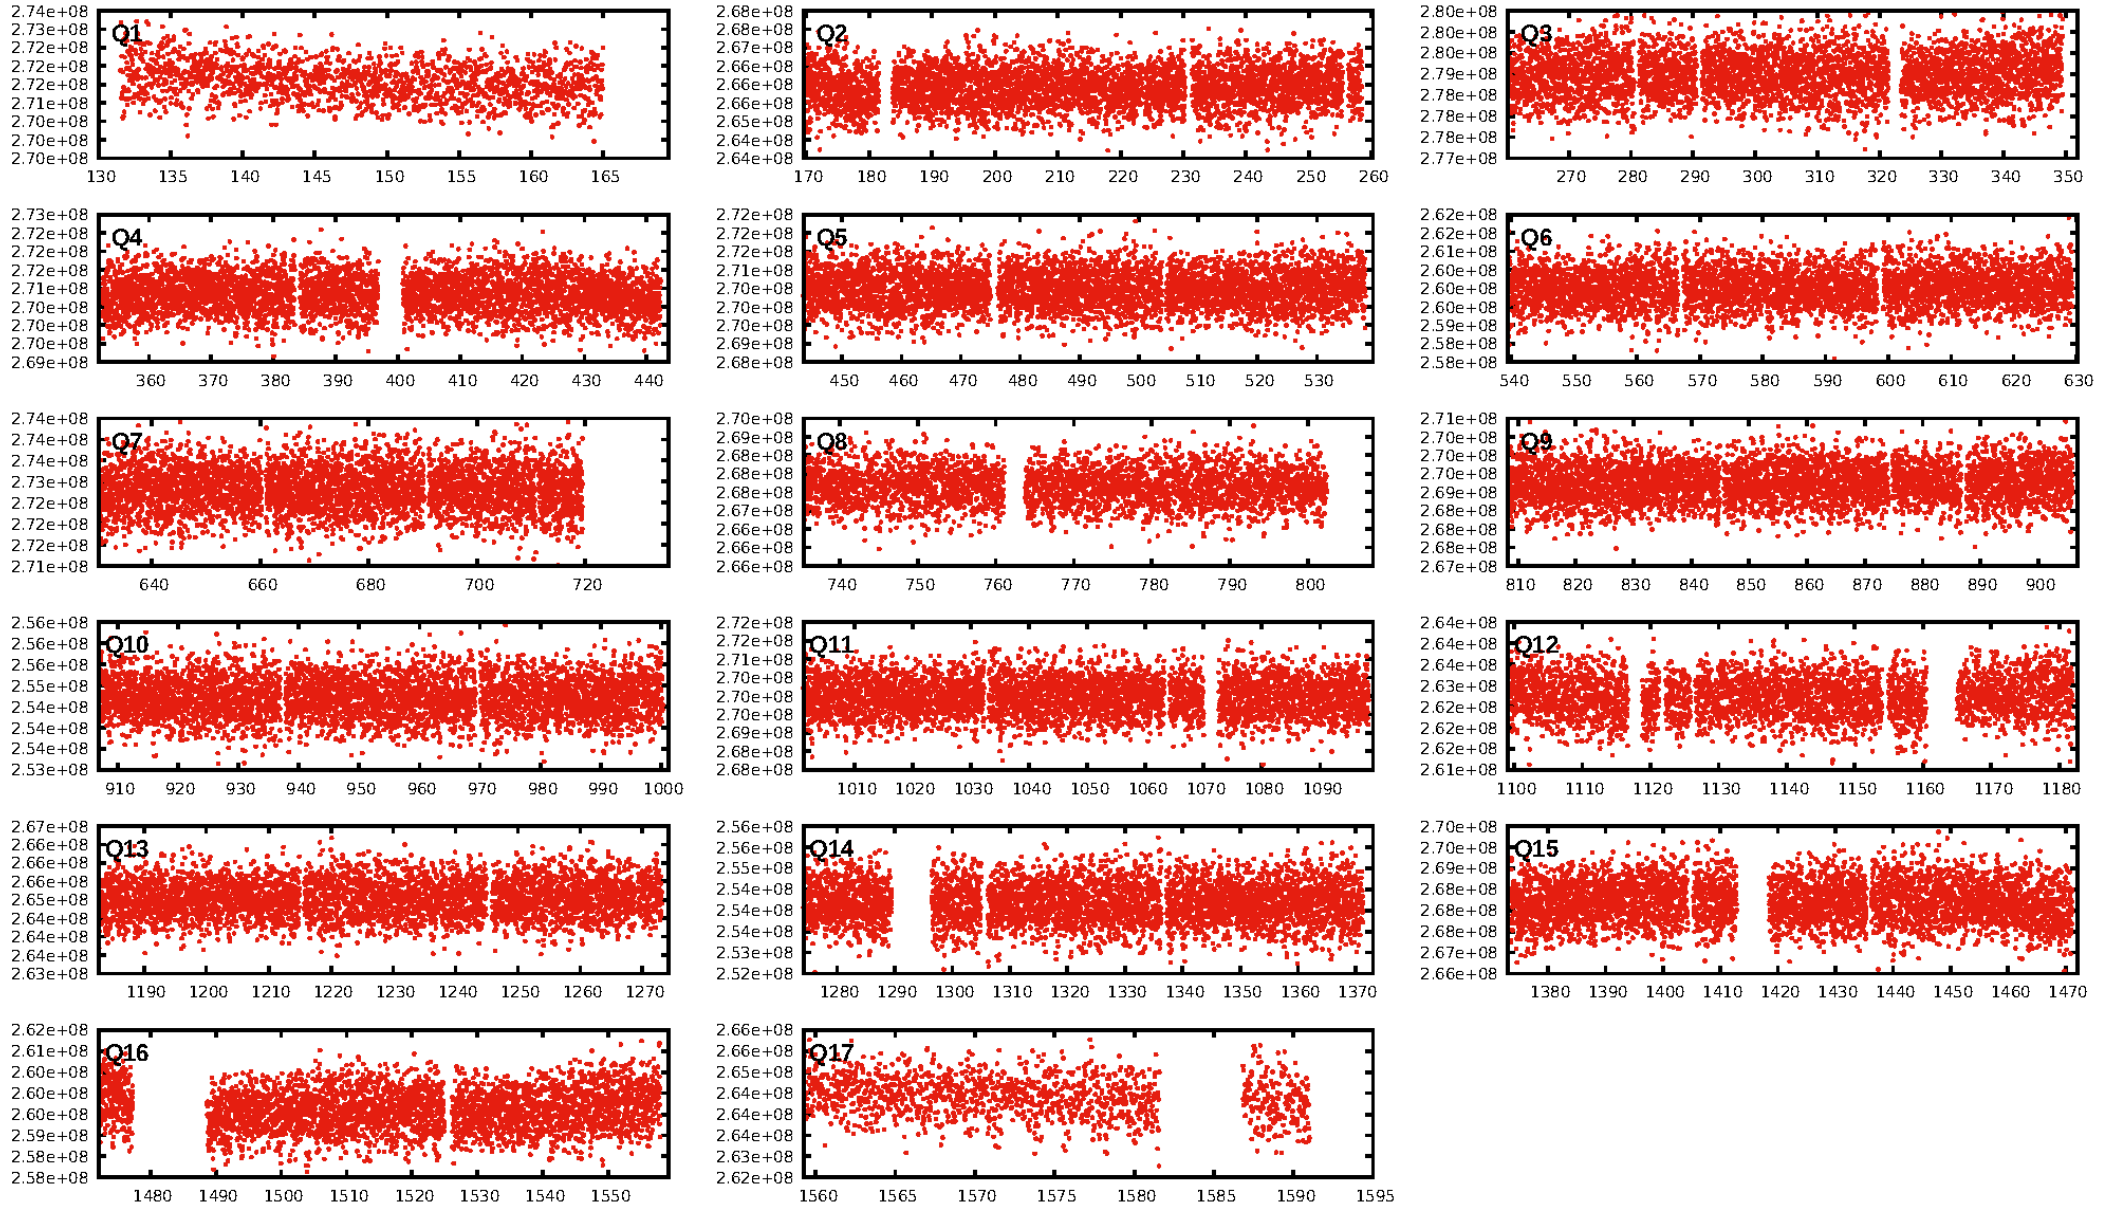 2.74e+08
2.73e+08
2.72e+08
2.72e+08
2.72e+08
2.71e+08
2.70e+08
2.70e+08
2.70e+08
Q1
130 135 140 145 150 155 160 165
2.68e+08
2.68e+08
2.67e+08
2.66e+08
2.66e+08
2.66e+08
2.65e+08
2.64e+08
2.64e+08
Q2
170 180 190 200 210 220 230 240 250 260
2.80e+08
2.80e+08
2.80e+08
2.79e+08
2.78e+08
2.78e+08
2.78e+08
2.77e+08
Q3
270 280 290 300 310 320 330 340 350
2.73e+08
2.72e+08
2.72e+08
2.72e+08
2.71e+08
2.70e+08
2.70e+08
2.70e+08
2.69e+08
Q4
360 370 380 390 400 410 420 430 440
2.72e+08
2.72e+08
2.72e+08
2.71e+08
2.70e+08
2.70e+08
2.70e+08
2.69e+08
2.68e+08
Q5
450 460 470 480 490 500 510 520 530
2.62e+08
2.62e+08
2.61e+08
2.60e+08
2.60e+08
2.59e+08
2.58e+08
2.58e+08
Q6
540 550 560 570 580 590 600 610 620 630
2.74e+08
2.74e+08
2.74e+08
2.73e+08
2.72e+08
2.72e+08
2.72e+08
2.71e+08
Q7
640 660 680 700 720
2.70e+08
2.69e+08
2.68e+08
2.68e+08
2.68e+08
2.67e+08
2.66e+08
2.66e+08
2.66e+08
Q8
740 750 760 770 780 790 800
2.71e+08
2.70e+08
2.70e+08
2.70e+08
2.69e+08
2.68e+08
2.68e+08
2.68e+08
2.67e+08
Q9
810 820 830 840 850 860 870 880 890 900
2.56e+08
2.56e+08
2.56e+08
2.55e+08
2.54e+08
2.54e+08
2.54e+08
2.53e+08
Q10
910 920 930 940 950 960 970 980 990 1000
2.72e+08
2.72e+08
2.71e+08
2.70e+08
2.70e+08
2.70e+08
2.69e+08
2.68e+08
2.68e+08
Q11
1010 1020 1030 1040 1050 1060 1070 1080 1090
2.64e+08
2.64e+08
2.64e+08
2.63e+08
2.62e+08
2.62e+08
2.62e+08
2.61e+08
Q12
1100 1110 1120 1130 1140 1150 1160 1170 1180
2.67e+08
2.66e+08
2.66e+08
2.66e+08
2.65e+08
2.64e+08
2.64e+08
2.64e+08
2.63e+08
Q13
1190 1200 1210 1220 1230 1240 1250 1260 1270
2.56e+08
2.56e+08
2.55e+08
2.54e+08
2.54e+08
2.54e+08
2.53e+08
2.52e+08
Q14
1280 1290 1300 1310 1320 1330 1340 1350 1360 1370
2.70e+08
2.70e+08
2.69e+08
2.68e+08
2.68e+08
2.68e+08
2.67e+08
2.66e+08
Q15
1380 1390 1400 1410 1420 1430 1440 1450 1460 1470
2.62e+08
2.61e+08
2.60e+08
2.60e+08
2.60e+08
2.59e+08
2.58e+08
2.58e+08
Q16
1480 1490 1500 1510 1520 1530 1540 1550
2.66e+08
2.66e+08
2.66e+08
2.64e+08
2.64e+08
2.64e+08
2.63e+08
2.62e+08
Q17
1560 1565 1570 1575 1580 1585 1590 1595